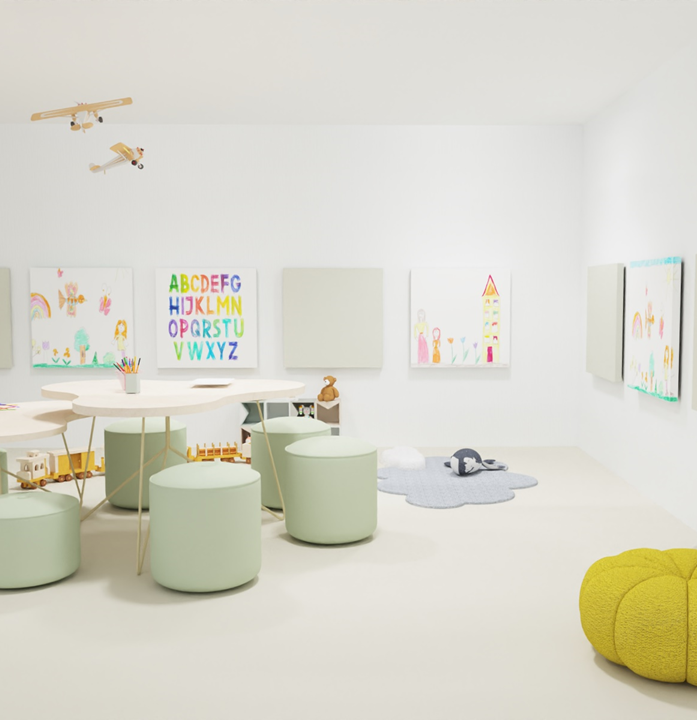 ABCDEFG
HIJKLMN
OPQRSTU
VWXYZ